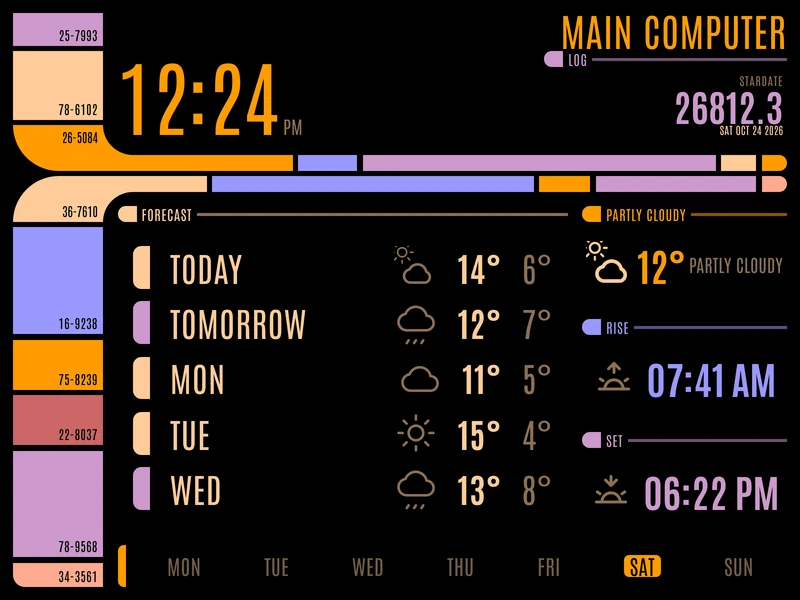 25-7993
78-6102
26-5084
36-7610
16-9238
75-8239
22-8037
78-9568
34-3561
12:24 PM
MAIN COMPUTER
LOG
STARDATE
26812.3
SAT OCT 24 2026
FORECAST
TODAY 14° 6°
TOMORROW 12° 7°
MON 11° 5°
TUE 15° 4°
WED 13° 8°
PARTLY CLOUDY
12° PARTLY CLOUDY
RISE
07:41 AM
SET
06:22 PM
MON TUE WED THU FRI SAT SUN